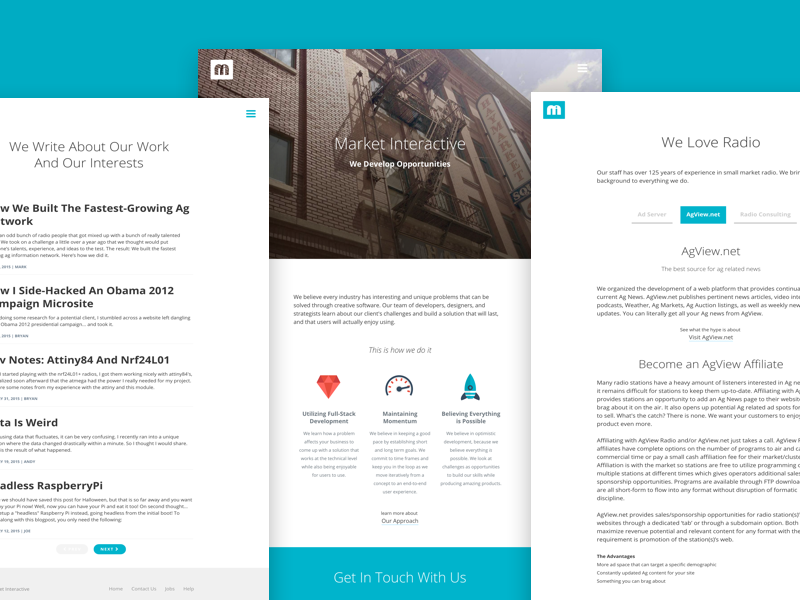 We Write About Our Work
And Our Interests
w We Built The Fastest-Growing Ag
twork
an odd bunch of radio people that got mixed up with a bunch of really talented
We took on a challenge a little over a year ago that we thought would put
one's talents, experience, and ideas to the test. The result: We built the fastest
g ag information network. Here's how we did it.
, 2015 | MARK
w I Side-Hacked An Obama 2012
mpaign Microsite
doing some research for a potential client, I stumbled across a website left dangling
Obama 2012 presidential campaign... and took it.
, 2015 | BRYAN
v Notes: Attiny84 And Nrf24L01
I started playing with the nrf24L01+ radios, I got them working nicely with attiny84's,
alized soon afterward that the atmega had the power I really needed for my project.
re some notes from my experience with the attiny and this module.
Y 21, 2015 | BRYAN
ta Is Weird
using data that fluctuates, it can be very confusing. I recently ran into a unique
on where the data changed drastically within a minute. So I thought I would share.
is the result of what happened.
Y 19, 2015 | ANDY
adless RaspberryPi
we should have saved this post for Halloween, but that is so far away and you want
y your Pi now! Well, now you can have your Pi and eat it too! On second thought...
etup a "headless" Raspberry Pi instead, going headless from the initial boot! To
along with this blogpost, you only need the following:
Y 12, 2015 | JOE
NEXT
et Interactive
Home Contact Us Jobs Help
m
Market Interactive
We Develop Opportunities
We believe every industry has interesting and unique problems that can be
solved through creative software. Our team of developers, designers, and
strategists learn about our client's challenges and build a solution that will last,
and that users will actually enjoy using.
This is how we do it
Utilizing Full-Stack
Development
We learn how a problem
affects your business to
come up with a solution that
works at the technical level
while also being enjoyable
for users to use.
Maintaining
Momentum
We believe in keeping a good
pace by establishing short
and long term goals. We
commit to time frames and
keep you in the loop as we
move iteratively from a
concept to an end-to-end
user experience.
Believing Everything
is Possible
We believe in optimistic
development, because we
believe everything is
possible. We look at
challenges as opportunities
to build our skills while
producing amazing products.
learn more about
Our Approach
Get In Touch With Us
m
We Love Radio
Our staff has over 125 years of experience in small market radio. We brin
background to everything we do.
Ad Server AgView.net Radio Consulting
AgView.net
The best source for ag related news
We organized the development of a web platform that provides continual
current Ag News. AgView.net publishes pertinent news articles, video inte
podcasts, Weather, Ag Markets, Ag Auction listings, as well as weekly new
updates. You can literally get all your Ag news from AgView.
See what the hype is about
Visit AgView.net
Become an AgView Affiliate
Many radio stations have a heavy amount of listeners interested in Ag ne
it remains difficult for stations to keep them up-to-date. Affiliating with Ag
provides stations an opportunity to add an Ag News page to their websit
brag about it on the air. It also opens up potential Ag related ad spots for
to sell. What's the catch? There is none. We want your listeners to enjoy
product even more.
Affiliating with AgView Radio and/or AgView.net just takes a call. AgView R
affiliates have complete options on the number of programs to air and ca
commercial time or pay a small cash affiliation fee for their market/cluste
Affiliation is with the market so stations are free to utilize programming o
multiple stations at different times which gives operators additional sales
sponsorship opportunities. Programs are available through FTP download
are all short-form to flow into any format without disruption of formatic
discipline.
AgView.net provides sales/sponsorship opportunities for radio station(s)'
websites through a dedicated 'tab' or through a subdomain option. Both
maximize revenue potential and relevant content for any format with the
requirement is promotion of the station(s)'s web.
The Advantages
More ad space that can target a specific demographic
Constantly updated Ag content for your site
Something you can brag about